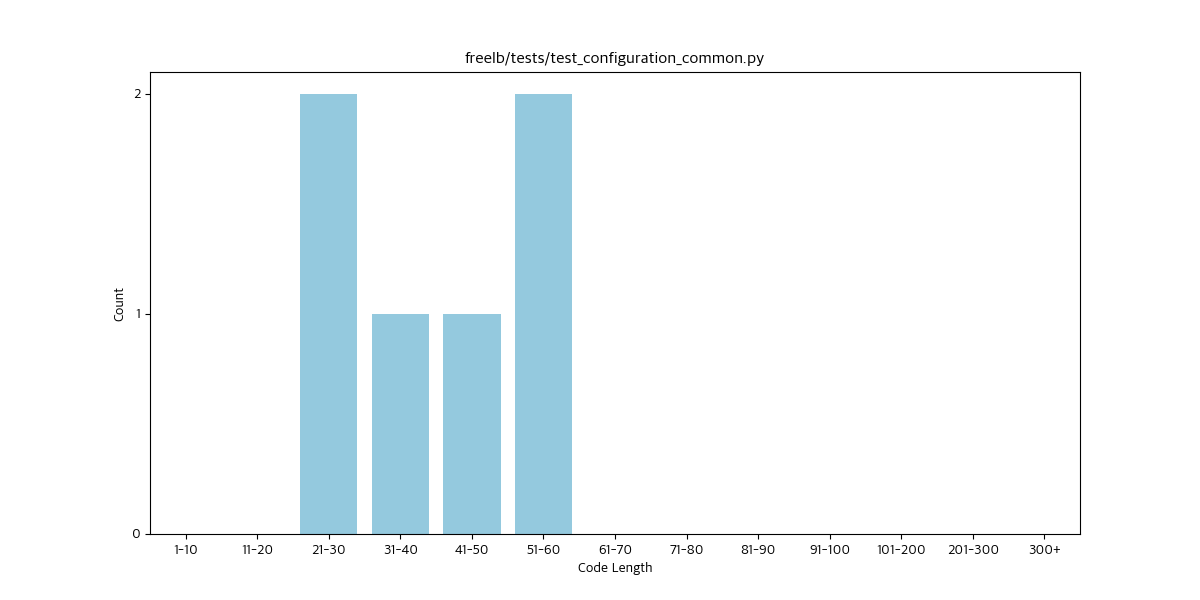 freelb/tests/test_configuration_common.py
Count
2
1
0
1-10 11-20 21-30 31-40 41-50 51-60 61-70 71-80 81-90 91-100 101-200 201-300 300+
Code Length